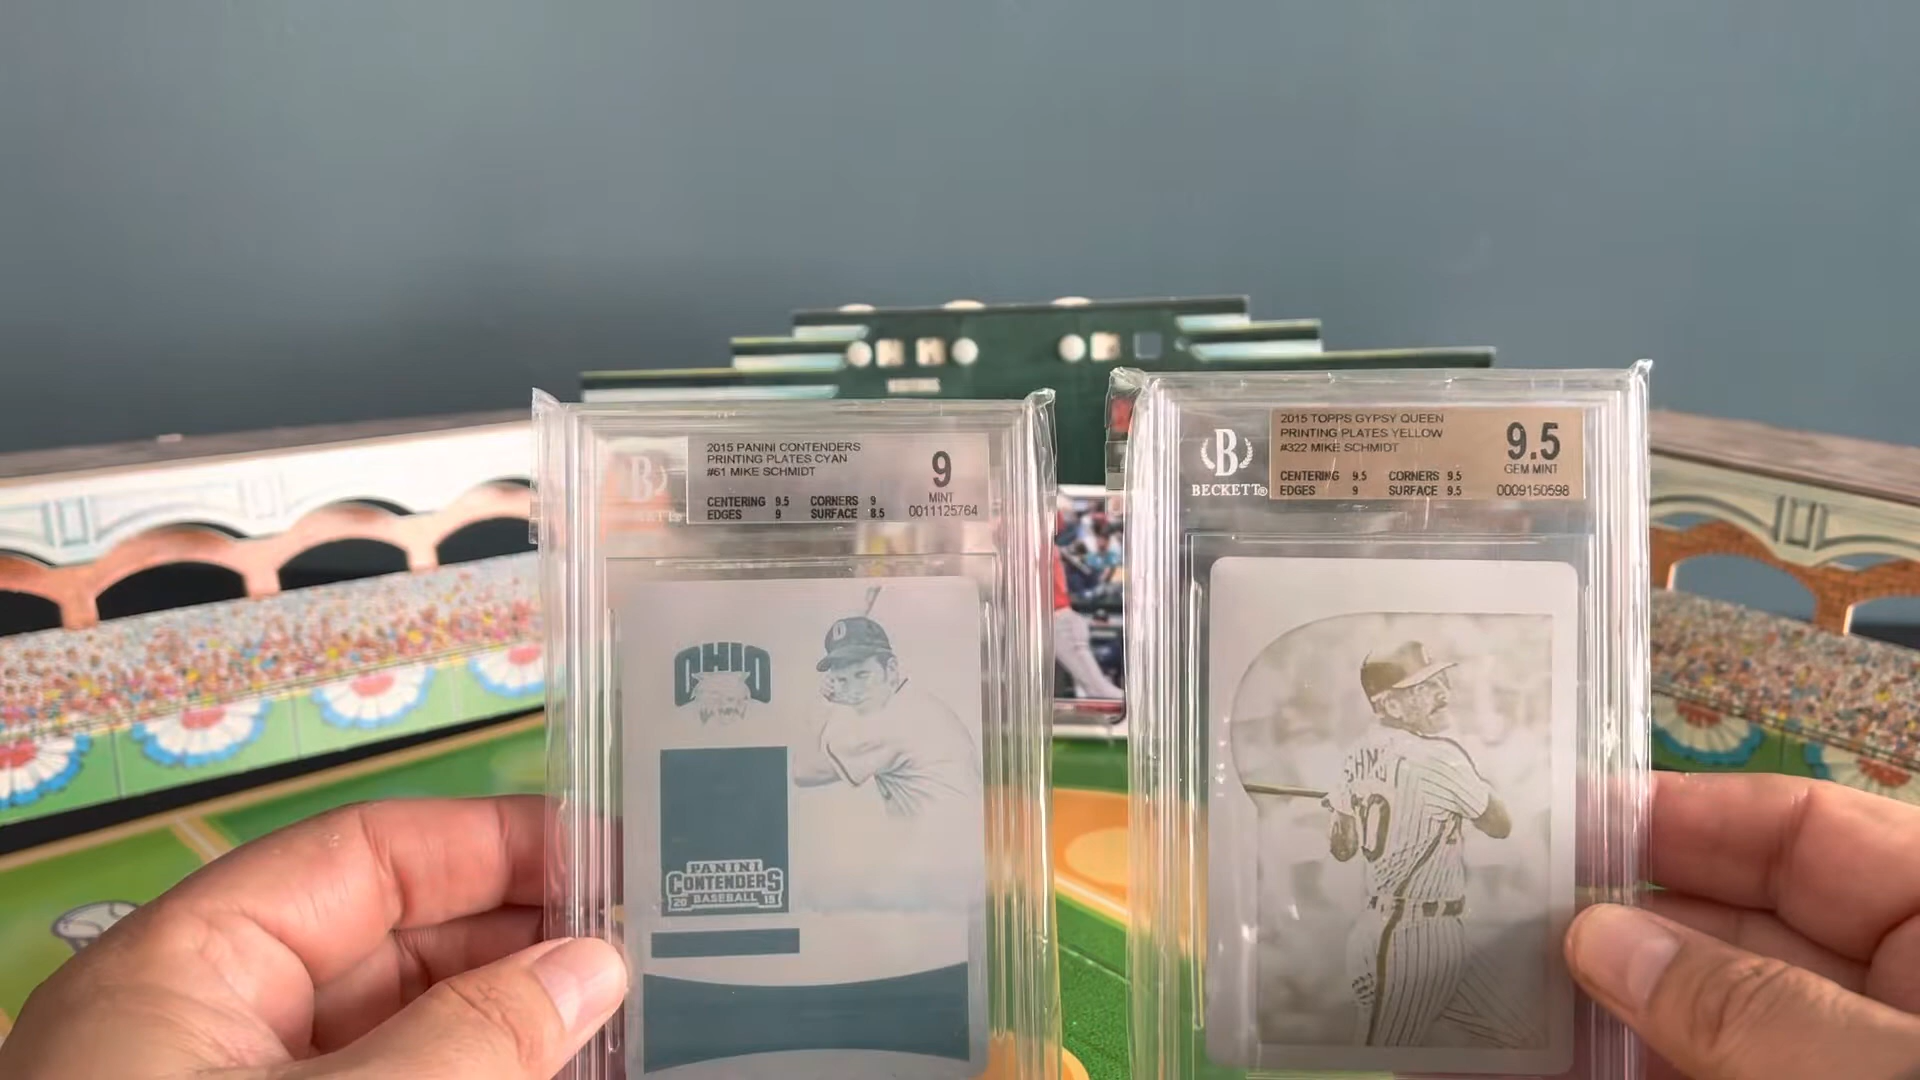 2015 PANINI CONTENDERS
PRINTING PLATES CYAN
#61 MIKE SCHMIDT
9
MINT
CENTERING 9.5 CORNERS 9
EDGES 9 SURFACE 8.5
0011125764
OHIO
PANINI
CONTENDERS
BASEBALL
20 15
B
BECKETT
2015 TOPPS GYPSY QUEEN
PRINTING PLATES YELLOW
#322 MIKE SCHMIDT
9.5
GEM MINT
CENTERING 9.5 CORNERS 9.5
EDGES 9 SURFACE 9.5
0009150598